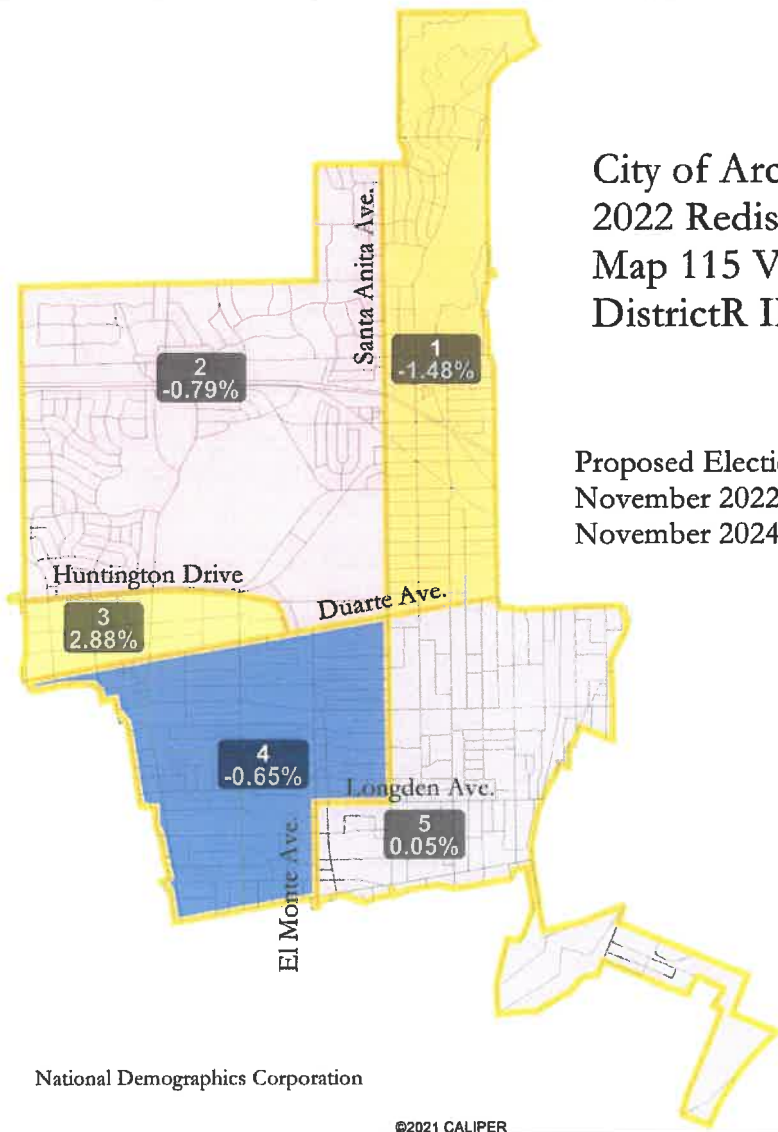 City of Arc
2022 Redis
Map 115 V
DistrictR I
Santa Anita Ave.
1
-1.48%
2
-0.79%
Proposed Electi
November 2022
November 2024
Huntington Drive
Duarte Ave.
3
2.88%
4
-0.65%
Longden Ave.
5
0.05%
El Monte Ave.
National Demographics Corporation
©2021 CALIPER